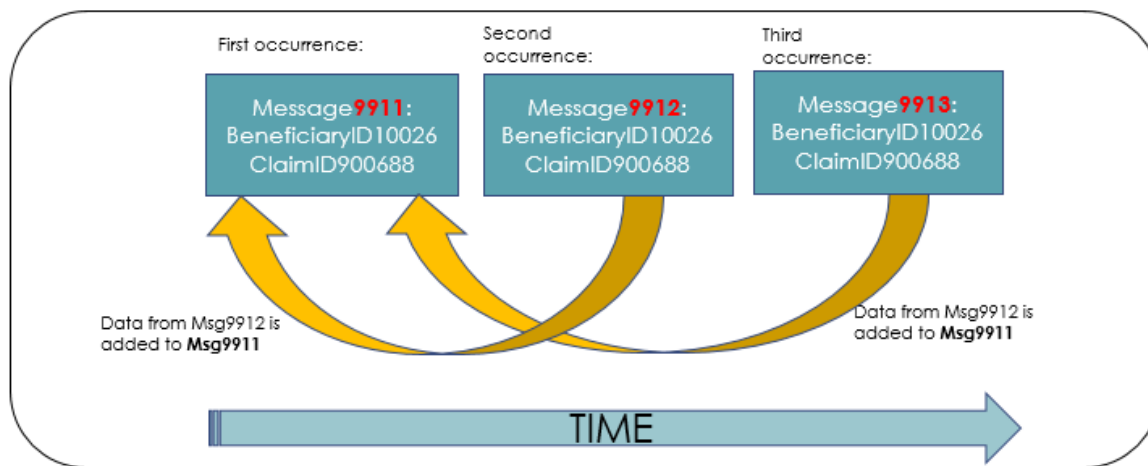 First occurrence:
Second
occurrence:
Third
occurrence:
Message9911:
BeneficiaryID10026
ClaimID900688
Message9912:
BeneficiaryID10026
ClaimID900688
Message9913:
BeneficiaryID10026
ClaimID900688
Data from Msg9912 is
added to Msg9911
Data from Msg9912 is
added to Msg9911
TIME